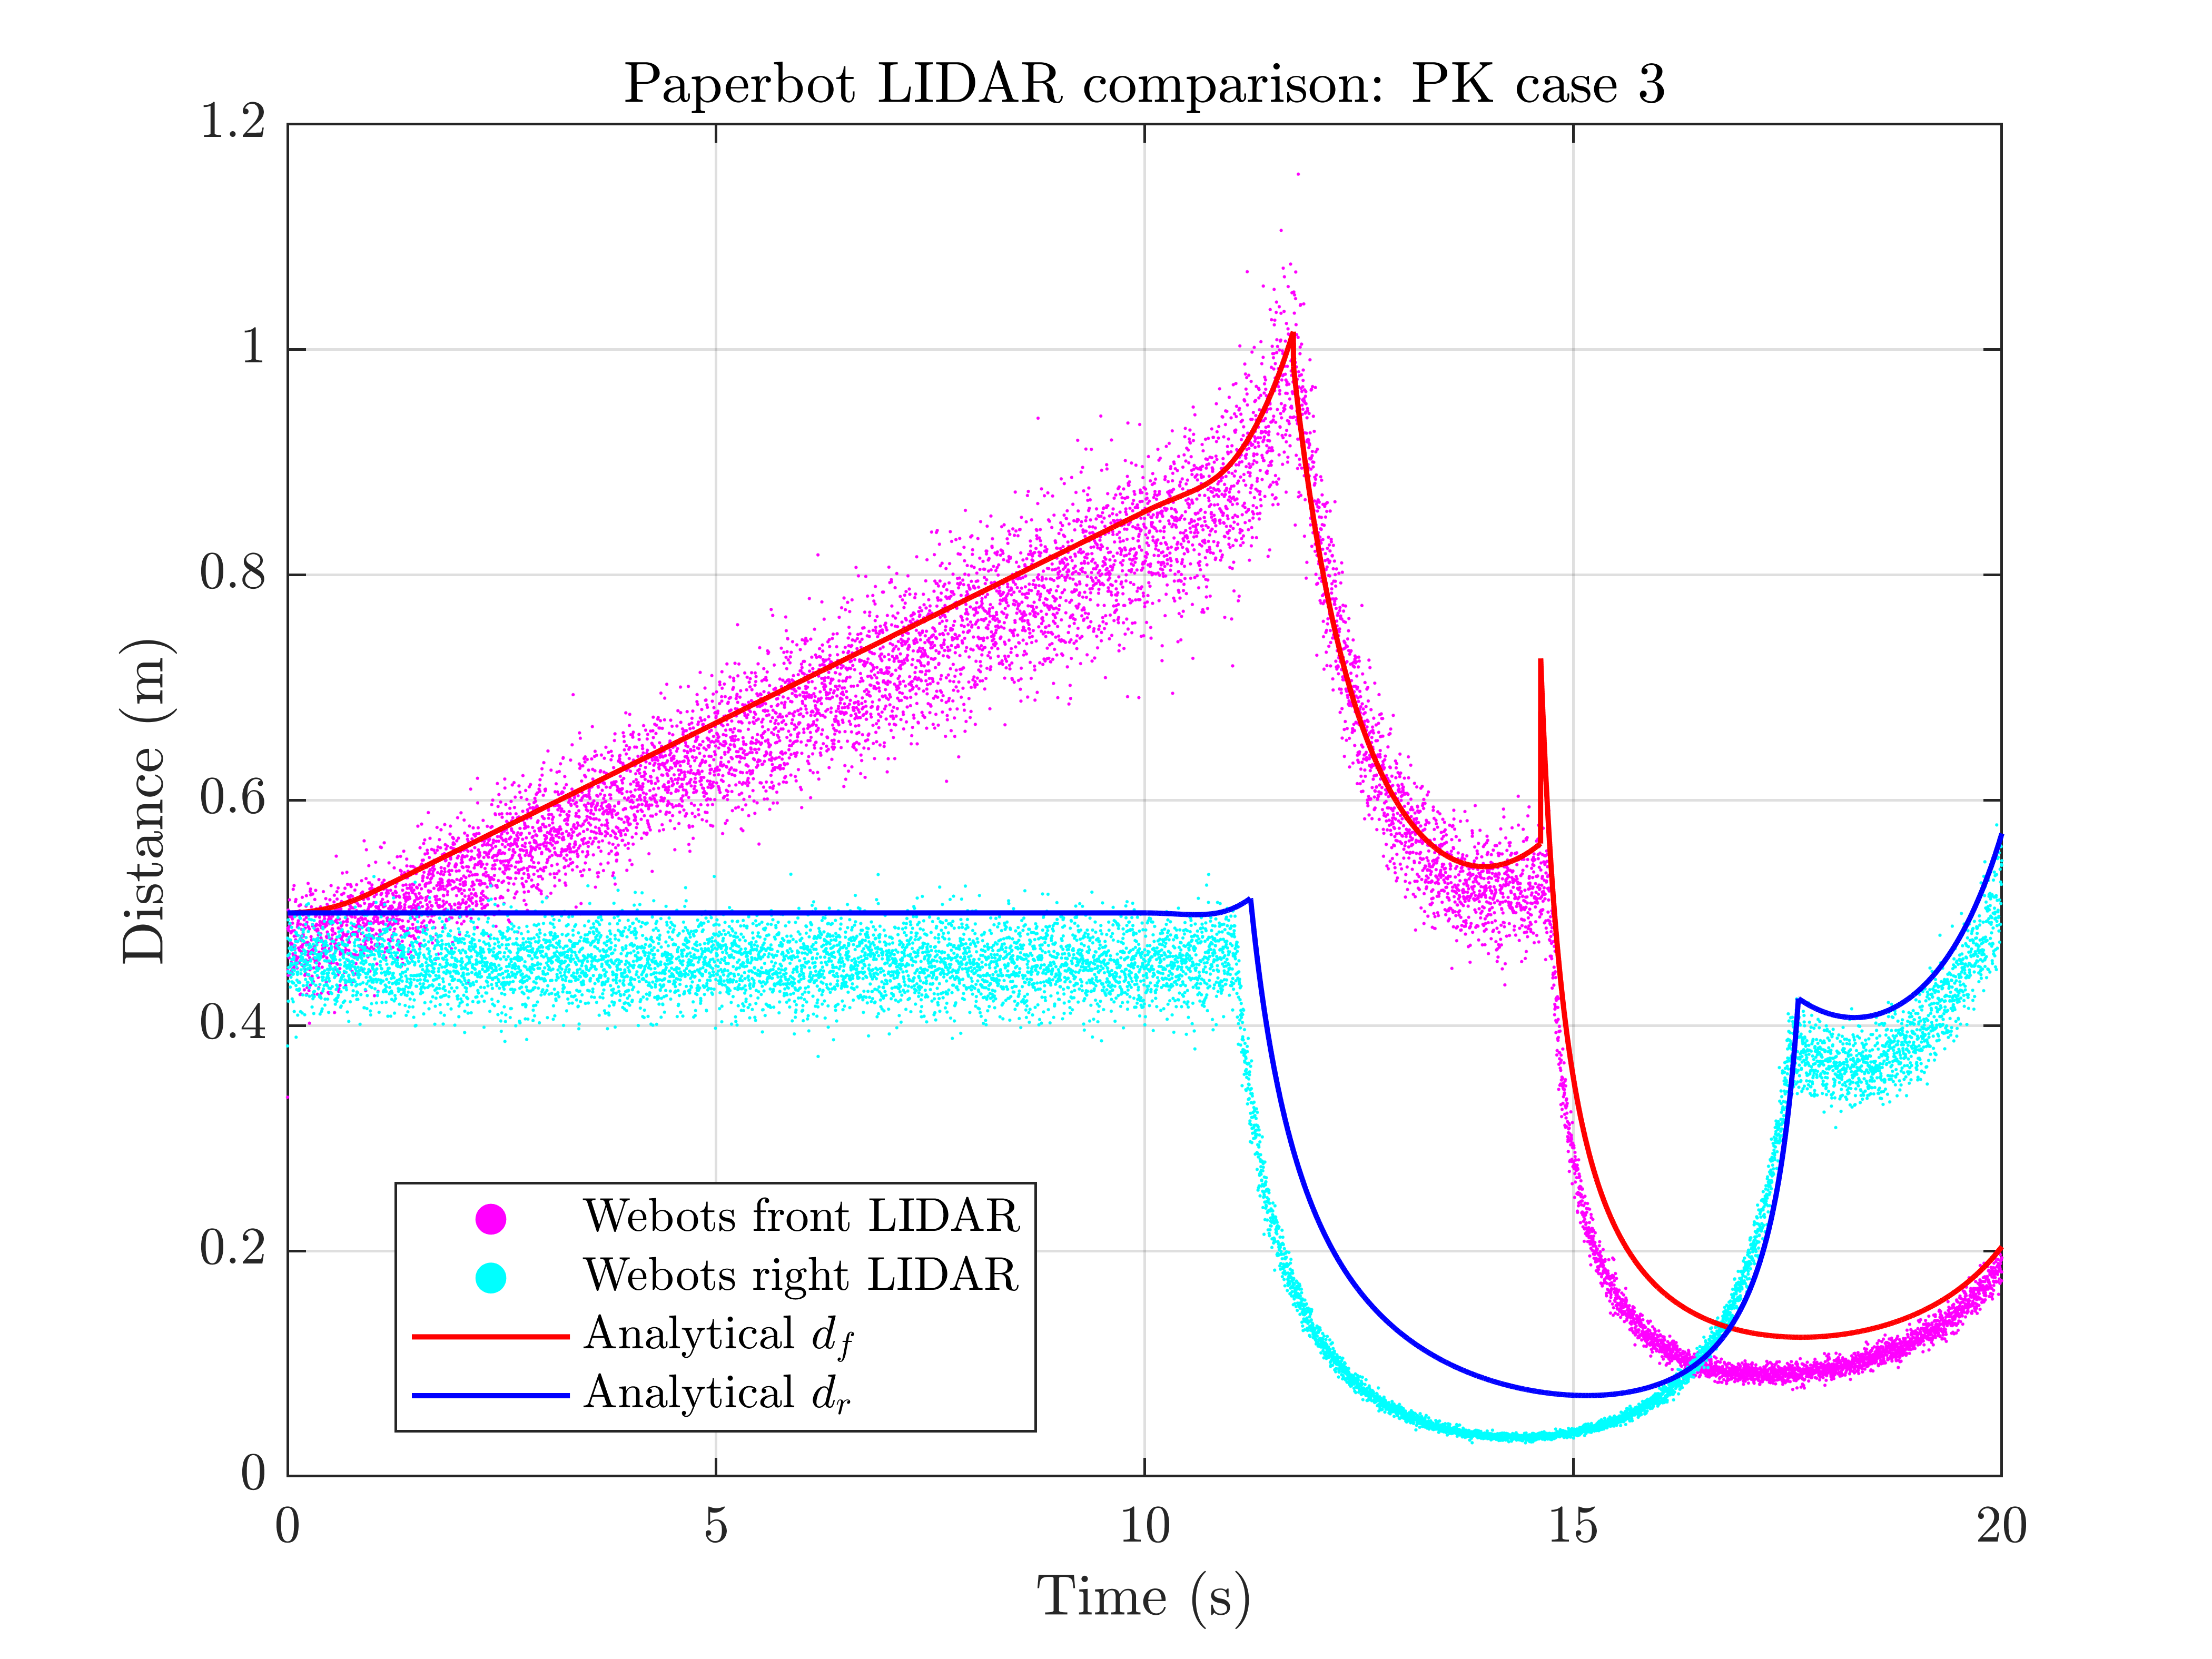 Paperbot LIDAR comparison: PK case 3
1.2
1
0.8
0.6
0.4
0.2
0
Distance (m)
Webots front LIDAR
Webots right LIDAR
Analytical d_f
Analytical d_r
0 5 10 15 20
Time (s)